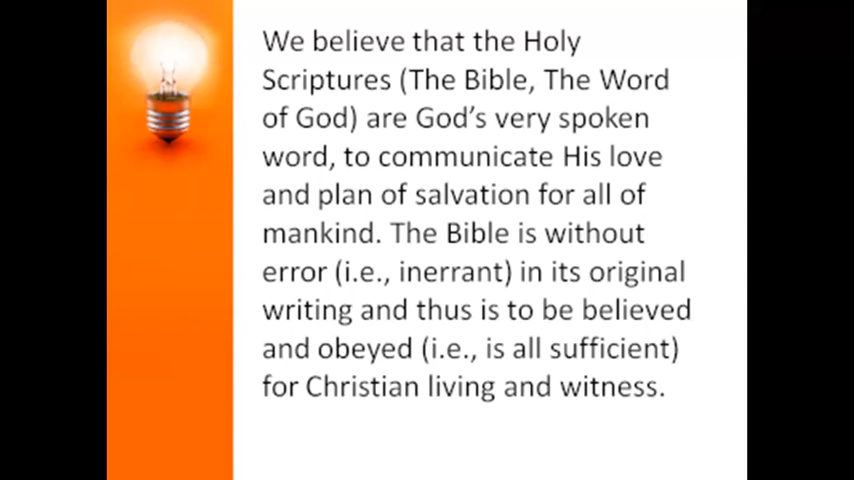 We believe that the Holy
Scriptures (The Bible, The Word
of God) are God's very spoken
word, to communicate His love
and plan of salvation for all of
mankind. The Bible is without
error (i.e., inerrant) in its original
writing and thus is to be believed
and obeyed (i.e., is all sufficient)
for Christian living and witness.